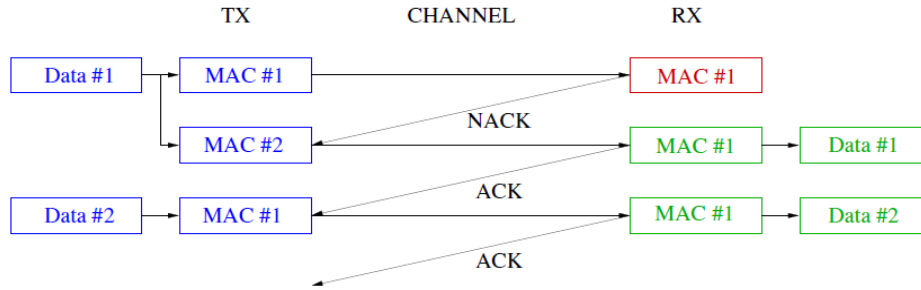 TX CHANNEL RX
Data #1 MAC #1 MAC #1
NACK
MAC #2 MAC #1 Data #1
ACK
Data #2 MAC #1 MAC #1 Data #2
ACK